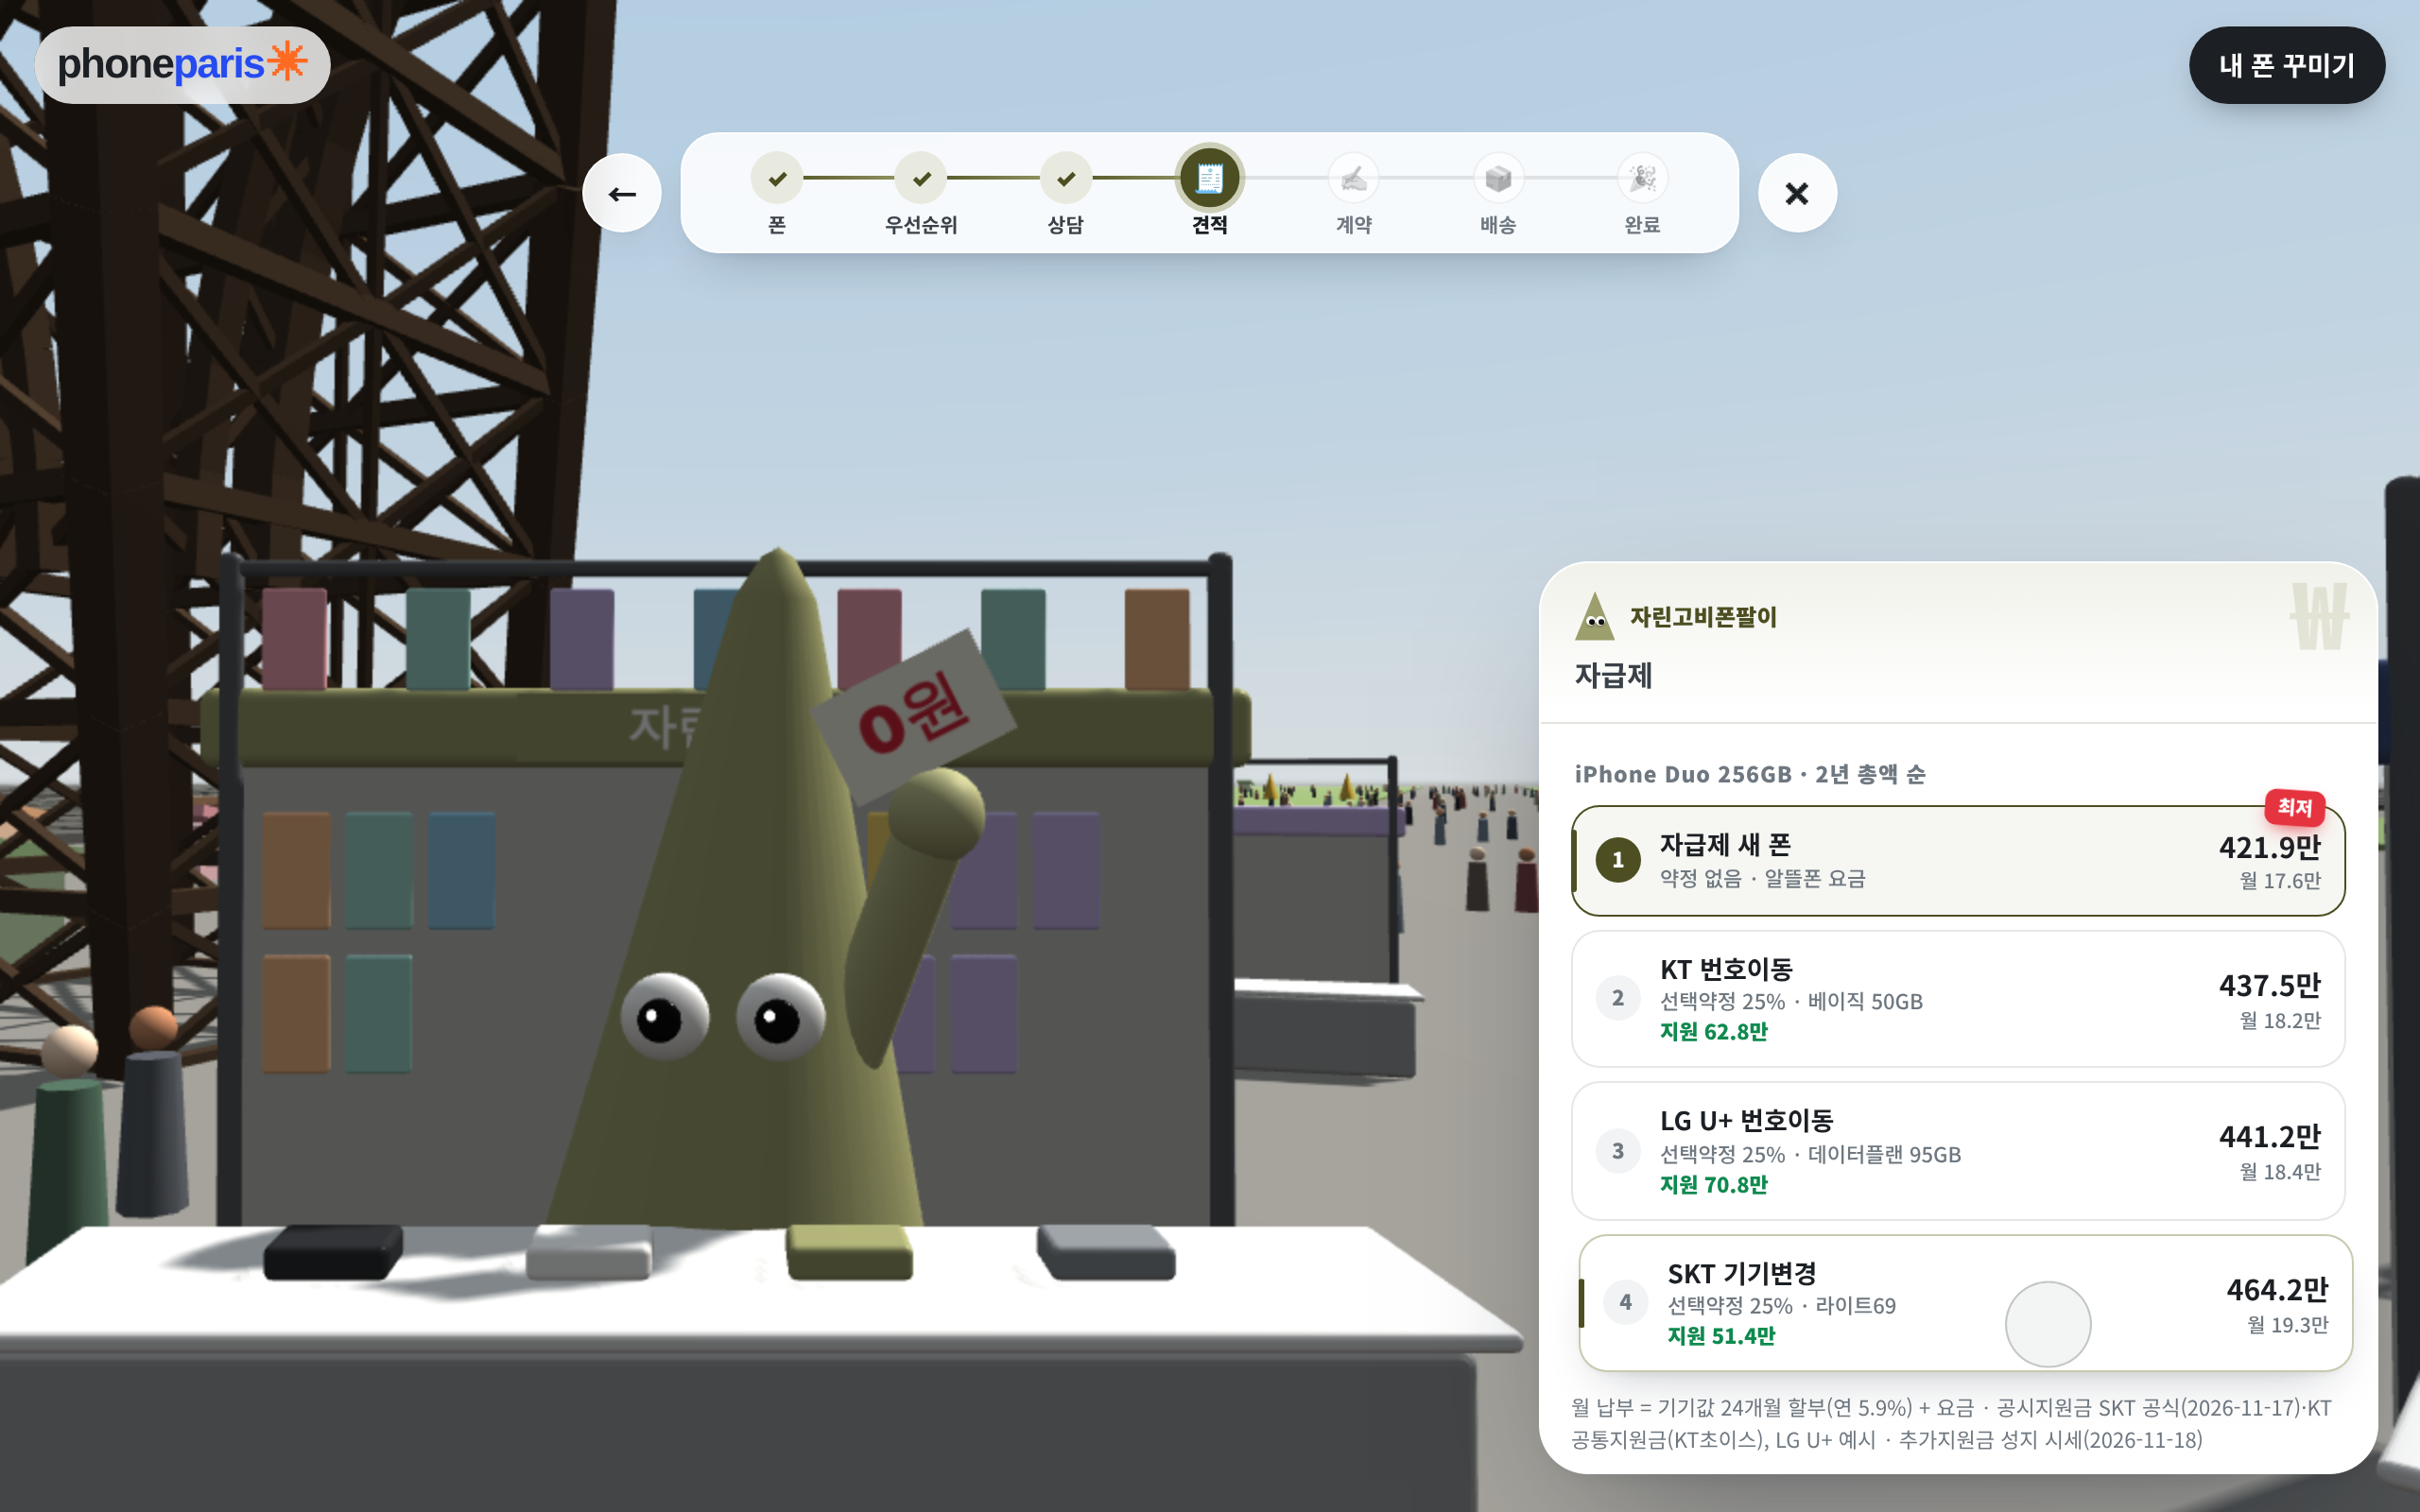 phoneparis
내 폰 꾸미기
폰
우선순위
상담
견적
계약
배송
완료
0원
자린고비폰팔이
₩
자급제
iPhone Duo 256GB · 2년 총액 순
최저
1
자급제 새 폰
421.9만
약정 없음 · 알뜰폰 요금
월 17.6만
2
KT 번호이동
437.5만
선택약정 25% · 베이직 50GB
월 18.2만
지원 62.8만
3
LG U+ 번호이동
441.2만
선택약정 25% · 데이터플랜 95GB
월 18.4만
지원 70.8만
4
SKT 기기변경
464.2만
선택약정 25% · 라이트69
월 19.3만
지원 51.4만
월 납부 = 기기값 24개월 할부(연 5.9%) + 요금 · 공시지원금 SKT 공식(2026-11-17)·KT
공통지원금(KT초이스), LG U+ 예시 · 추가지원금 성지 시세(2026-11-18)